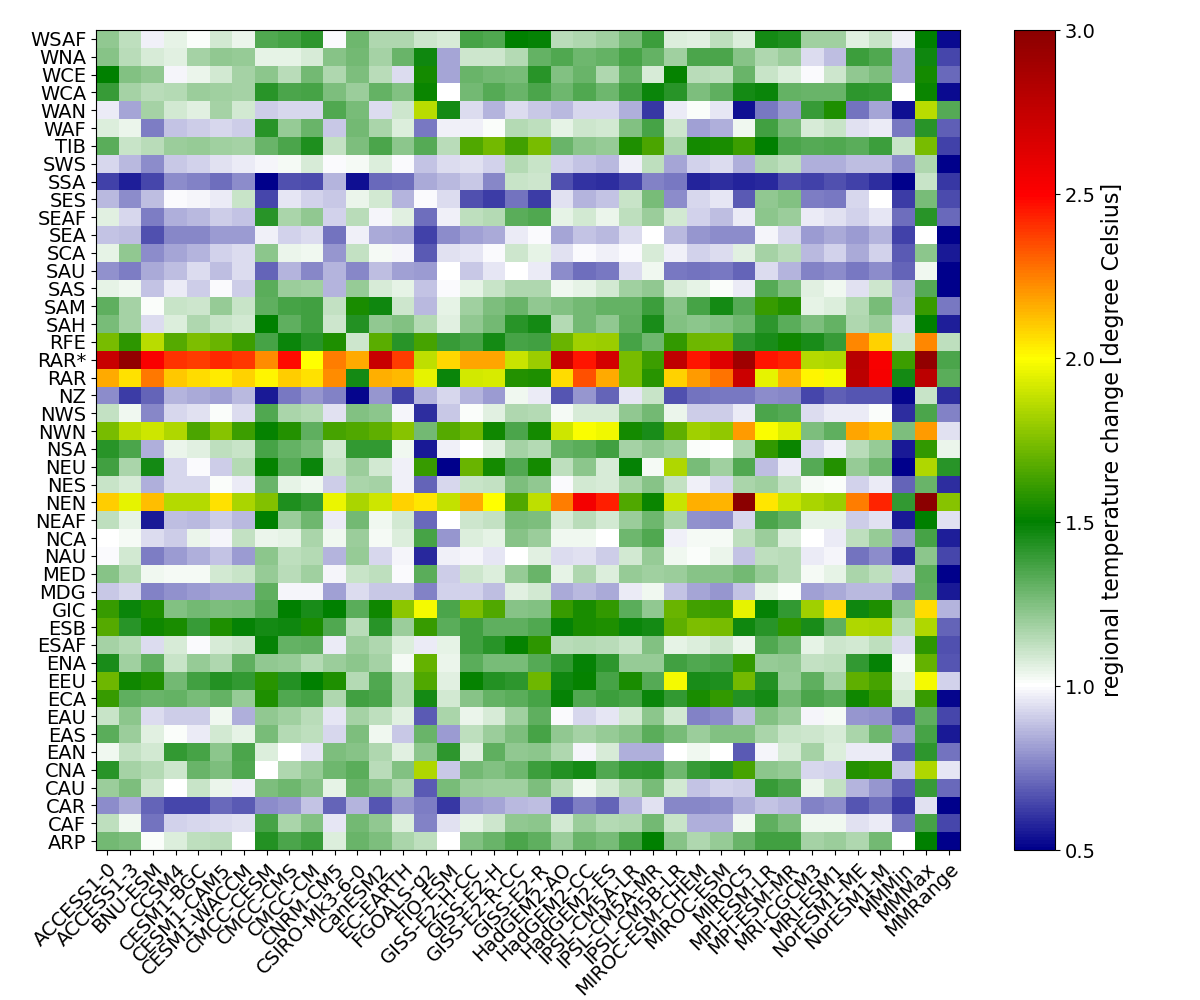 WSAF
WNA
WCE
WCA
WAN
WAF
TIB
SWS
SSA
SES
SEAF
SEA
SCA
SAU
SAS
SAM
SAH
RFE
RAR*
RAR
NZ
NWS
NWN
NSA
NEU
NES
NEN
NEAF
NCA
NAU
MED
MDG
GIC
ESB
ESAF
ENA
EEU
ECA
EAU
EAS
EAN
CNA
CAU
CAR
CAF
ARP
ACCESS1-0
ACCESS1-3
BNU-ESM
CCSM4
CESM1-BGC
CESM1-CAM5
CESM1-WACCM
CMCC-CESM
CMCC-CMS
CMCC-CM
CNRM-CM5
CSIRO-Mk3-6-0
CanESM2
EC-EARTH
FGOALS-g2
FIO-ESM
GISS-E2-H-CC
GISS-E2-H
GISS-E2-R-CC
GISS-E2-R
HadGEM2-AO
HadGEM2-CC
HadGEM2-ES
IPSL-CM5A-LR
IPSL-CM5A-MR
IPSL-CM5B-LR
MIROC-ESM-CHEM
MIROC-ESM
MIROC5
MPI-ESM-LR
MPI-ESM-MR
MRI-CGCM3
MRI-ESM1
NorESM1-ME
NorESM1-M
MMMin
MMMax
MMRange
3.0
2.5
2.0
1.5
1.0
0.5
regional temperature change [degree Celsius]